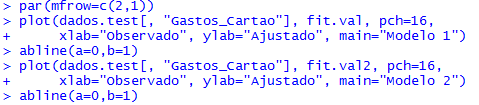 > par(mfrow=c(2,1))
> plot(dados.test[, "Gastos_Cartao"], fit.val, pch=16,
+      xlab="Observado", ylab="Ajustado", main="Modelo 1")
> abline(a=0,b=1)
> plot(dados.test[, "Gastos_Cartao"], fit.val2, pch=16,
+      xlab="Observado", ylab="Ajustado", main="Modelo 2")
> abline(a=0,b=1)